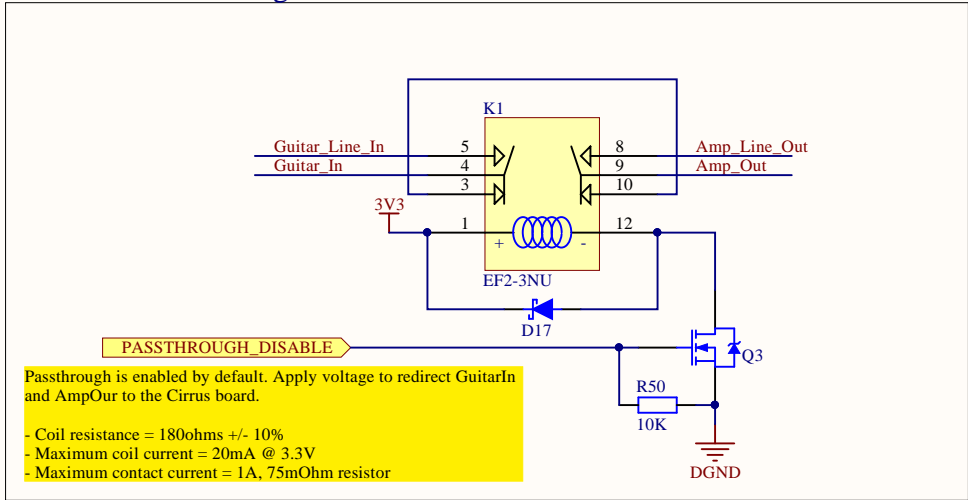 K1
Guitar_Line_In 5 8 Amp_Line_Out
Guitar_In 4 9 Amp_Out
3 10
3V3
1 12
+ -
EF2-3NU
D17
PASSTHROUGH_DISABLE
Q3
Passthrough is enabled by default. Apply voltage to redirect GuitarIn
and AmpOur to the Cirrus board.
R50
10K
- Coil resistance = 180ohms +/- 10%
- Maximum coil current = 20mA @ 3.3V
- Maximum contact current = 1A, 75mOhm resistor
DGND